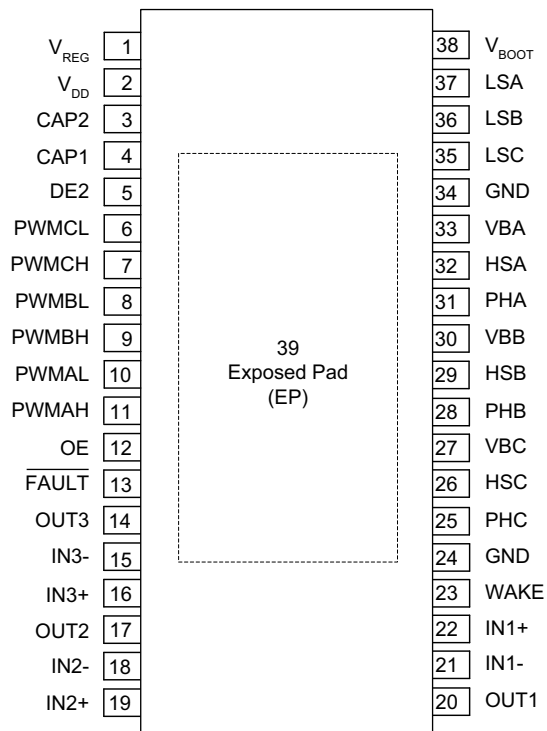 V_REG 1
V_DD 2
CAP2 3
CAP1 4
DE2 5
PWMCL 6
PWMCH 7
PWMBL 8
PWMBH 9
PWMAL 10
PWMAH 11
OE 12
FAULT 13
OUT3 14
IN3- 15
IN3+ 16
OUT2 17
IN2- 18
IN2+ 19
39
Exposed Pad
(EP)
38 V_BOOT
37 LSA
36 LSB
35 LSC
34 GND
33 VBA
32 HSA
31 PHA
30 VBB
29 HSB
28 PHB
27 VBC
26 HSC
25 PHC
24 GND
23 WAKE
22 IN1+
21 IN1-
20 OUT1